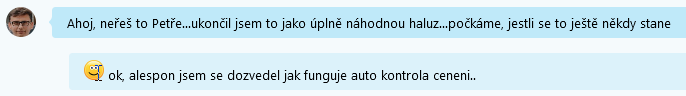 Ahoj, neřeš to Petře...ukončil jsem to jako úplně náhodnou haluz...počkáme, jestli se to ještě někdy stane
ok, alespon jsem se dozvedel jak funguje auto kontrola ceneni..